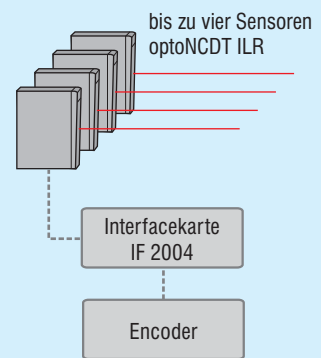 bis zu vier Sensoren
optoNCDT ILR
Interfacekarte
IF 2004
Encoder